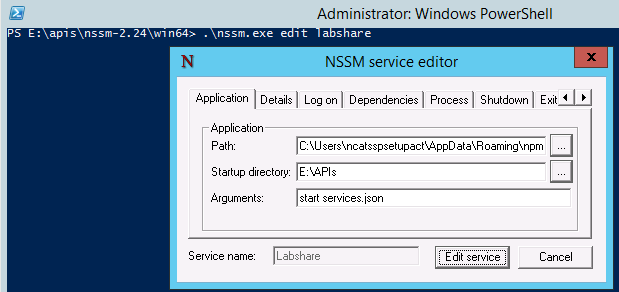 Administrator: Windows PowerShell
PS E:\apis\nssm-2.24\win64> .\nssm.exe edit labshare
N
NSSM service editor
x
Application Details Log on Dependencies Process Shutdown Exit
Application
Path: C:\Users\ncatsspsetupact\AppData\Roaming\npm ...
Startup directory: E:\APIs ...
Arguments: start services.json
Service name: Labshare Edit service Cancel